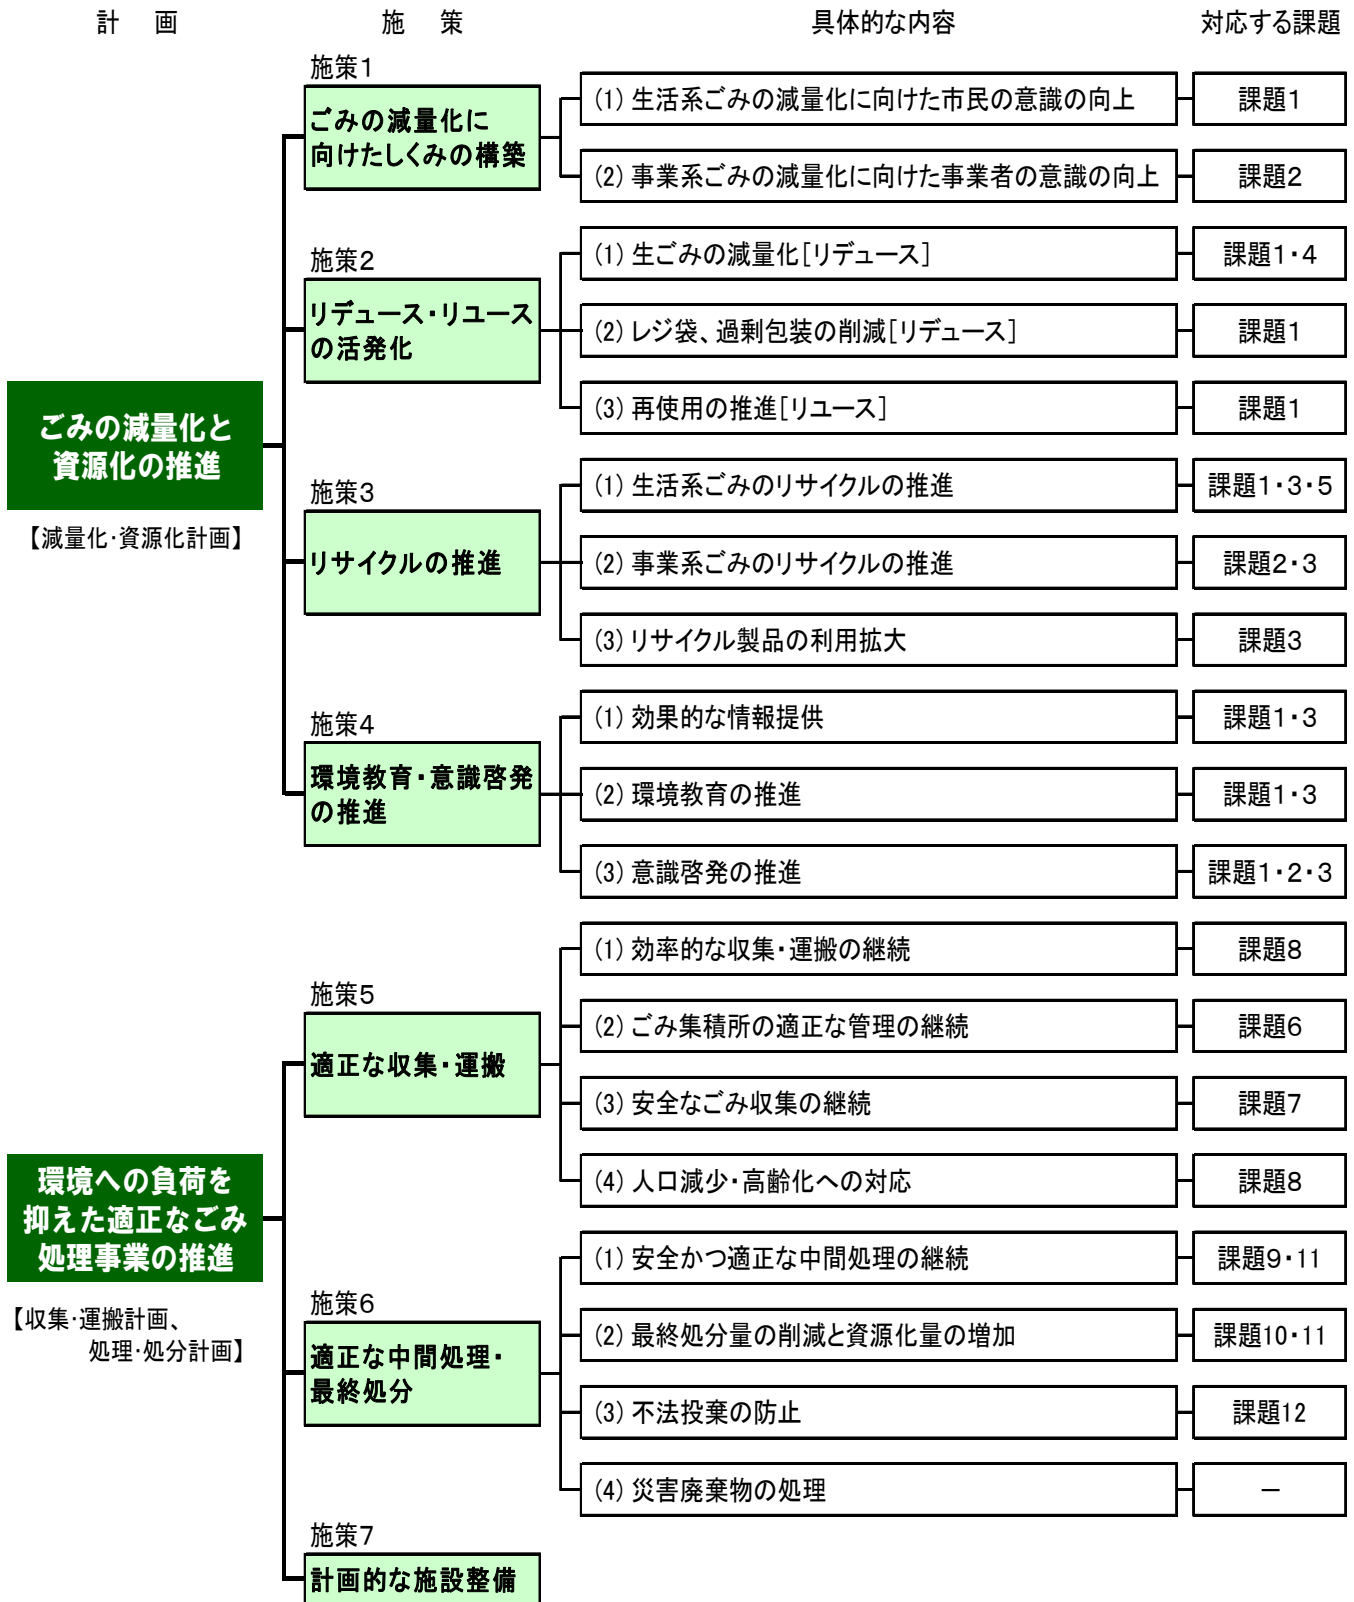 計　画　施　策　具体的な内容　対応する課題
ごみの減量化と
資源化の推進
【減量化・資源化計画】
施策1
ごみの減量化に
向けたしくみの構築
(1) 生活系ごみの減量化に向けた市民の意識の向上　課題1
(2) 事業系ごみの減量化に向けた事業者の意識の向上　課題2
施策2
リデュース・リユース
の活発化
(1) 生ごみの減量化[リデュース]　課題1・4
(2) レジ袋、過剰包装の削減[リデュース]　課題1
(3) 再使用の推進[リユース]　課題1
施策3
リサイクルの推進
(1) 生活系ごみのリサイクルの推進　課題1・3・5
(2) 事業系ごみのリサイクルの推進　課題2・3
(3) リサイクル製品の利用拡大　課題3
施策4
環境教育・意識啓発
の推進
(1) 効果的な情報提供　課題1・3
(2) 環境教育の推進　課題1・3
(3) 意識啓発の推進　課題1・2・3
環境への負荷を
抑えた適正なごみ
処理事業の推進
【収集・運搬計画、
処理・処分計画】
施策5
適正な収集・運搬
(1) 効率的な収集・運搬の継続　課題8
(2) ごみ集積所の適正な管理の継続　課題6
(3) 安全なごみ収集の継続　課題7
(4) 人口減少・高齢化への対応　課題8
施策6
適正な中間処理・
最終処分
(1) 安全かつ適正な中間処理の継続　課題9・11
(2) 最終処分量の削減と資源化量の増加　課題10・11
(3) 不法投棄の防止　課題12
(4) 災害廃棄物の処理　－
施策7
計画的な施設整備